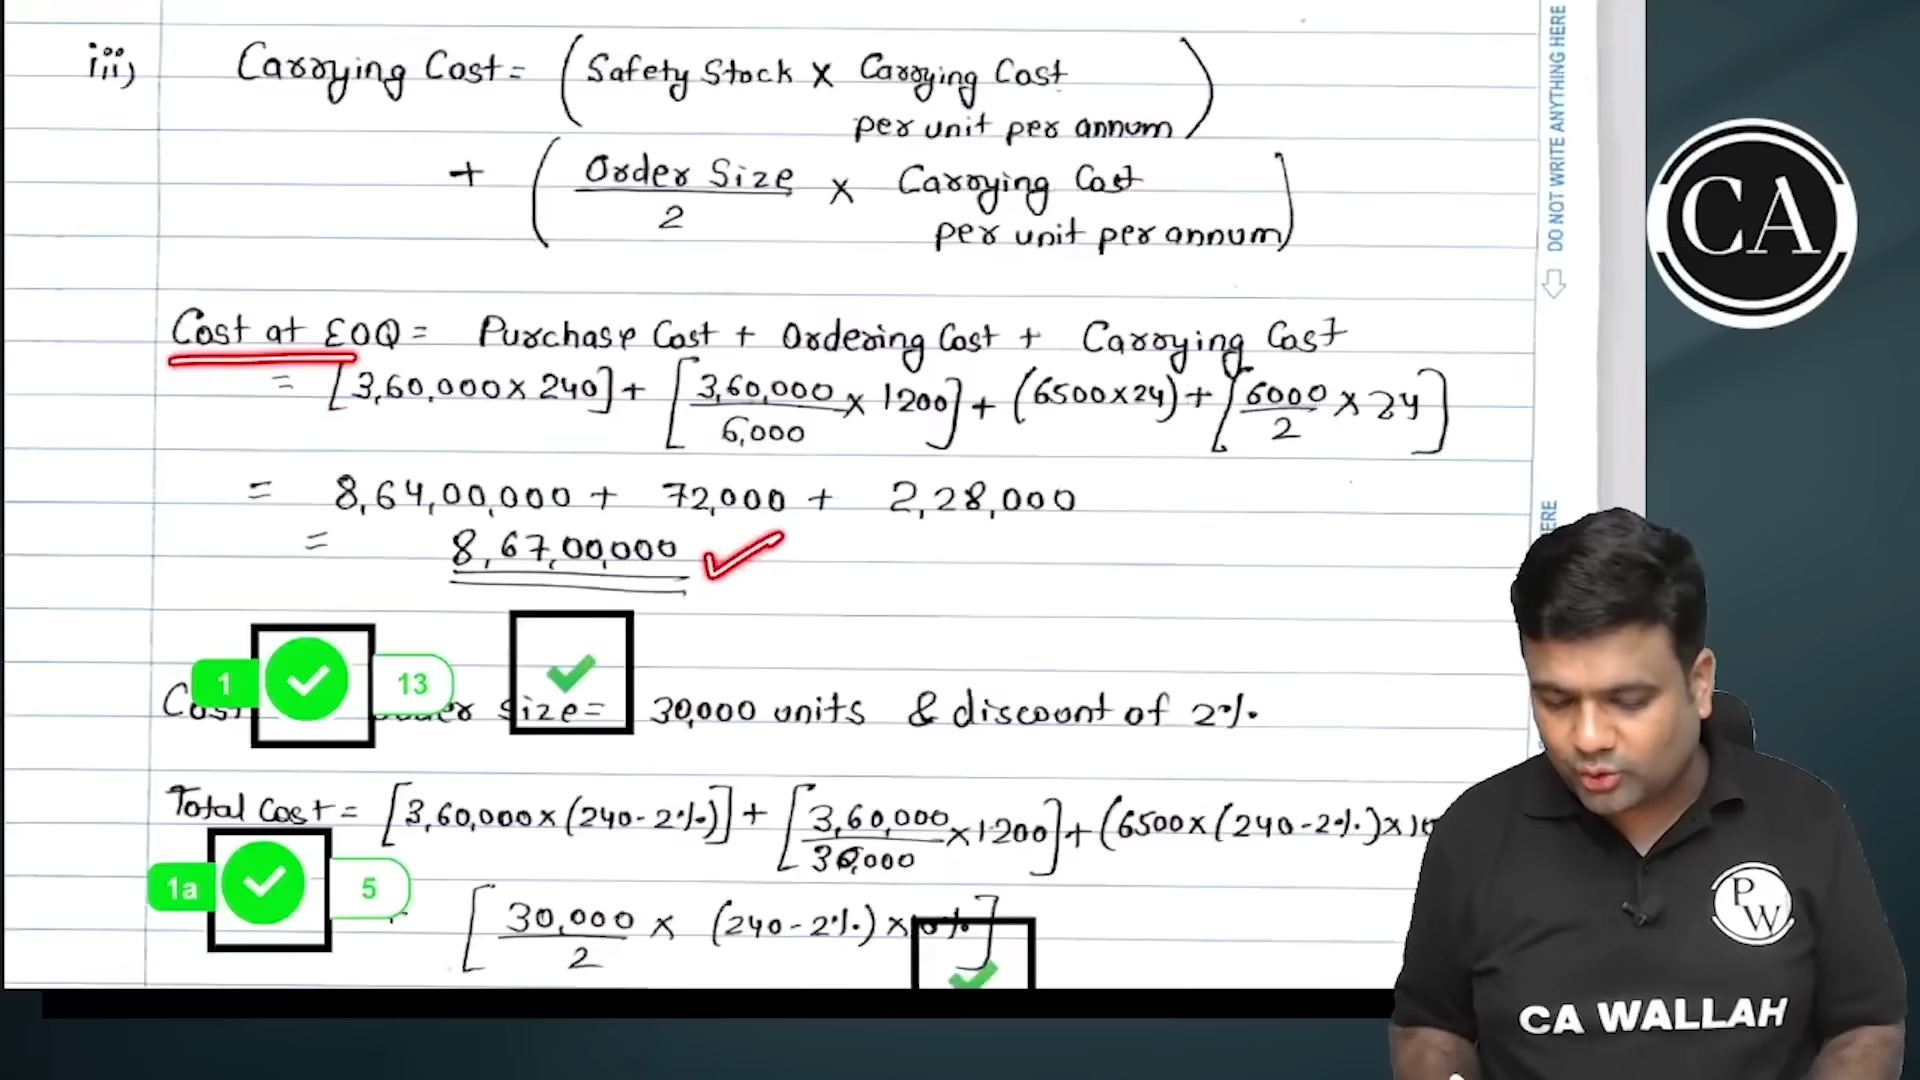 iii) Carrying Cost = (Safety Stock x Carrying Cost
per unit per annum)
+ (Order Size / 2 x Carrying Cost
per unit per annum)
Cost at EOQ = Purchase Cost + Ordering Cost + Carrying Cost
= [3,60,000 x 240] + [3,60,000 / 6,000 x 1200] + (6500 x 24) + [6000 / 2 x 24]
= 8,64,00,000 + 72,000 + 2,28,000
= 8,67,00,000
1 13
Size = 30,000 units & discount of 2%
Total Cost = [3,60,000 x (240 - 2%)] + [3,60,000 / 30,000 x 1200] + (6500 x (240 - 2%) x
1a 5
[30,000 / 2 x (240 - 2%) x
DO NOT WRITE ANYTHING HERE
ERE
CA
PW
CA WALLAH